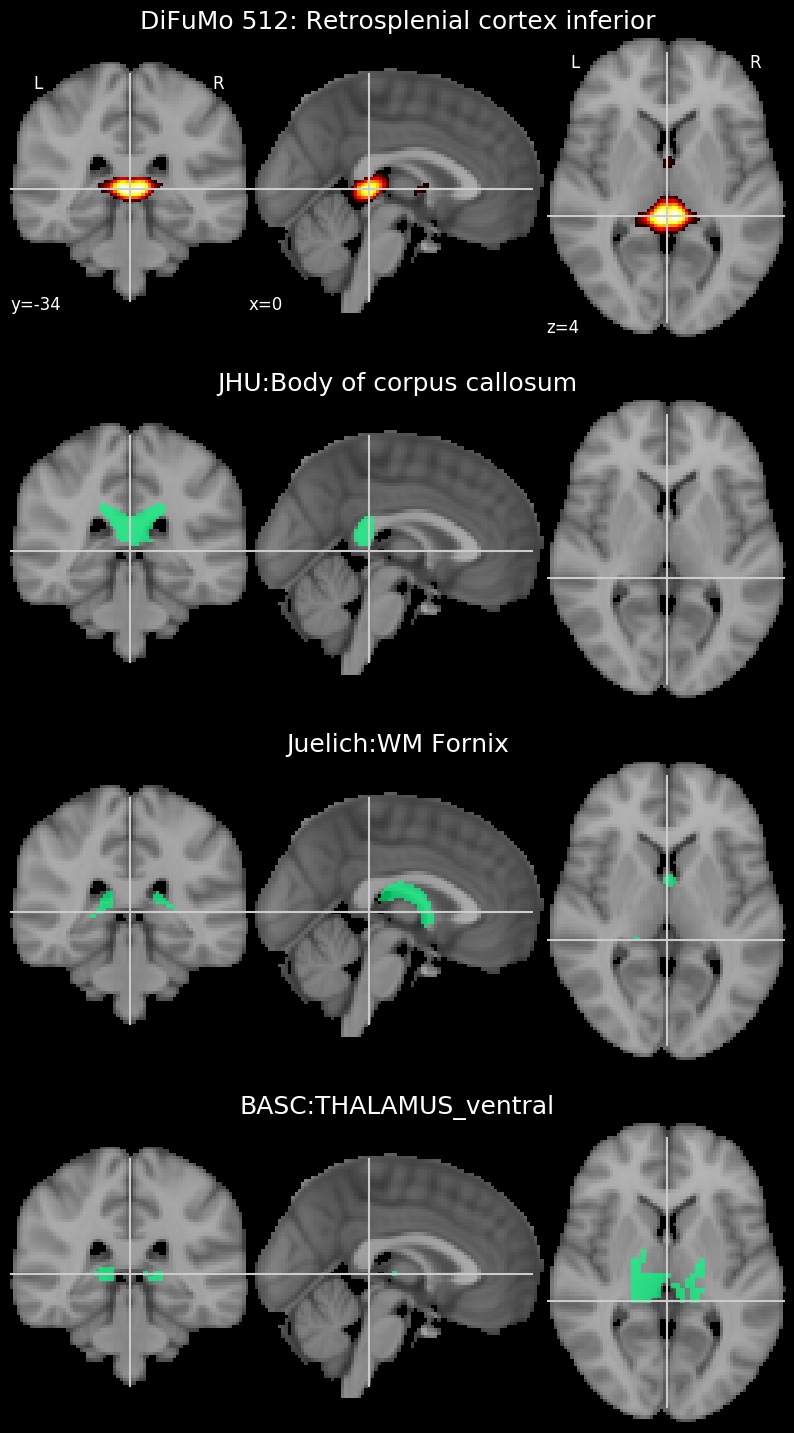 DiFuMo 512: Retrosplenial cortex inferior
L R L R
y=-34 x=0 z=4
JHU:Body of corpus callosum
Juelich:WM Fornix
BASC:THALAMUS_ventral